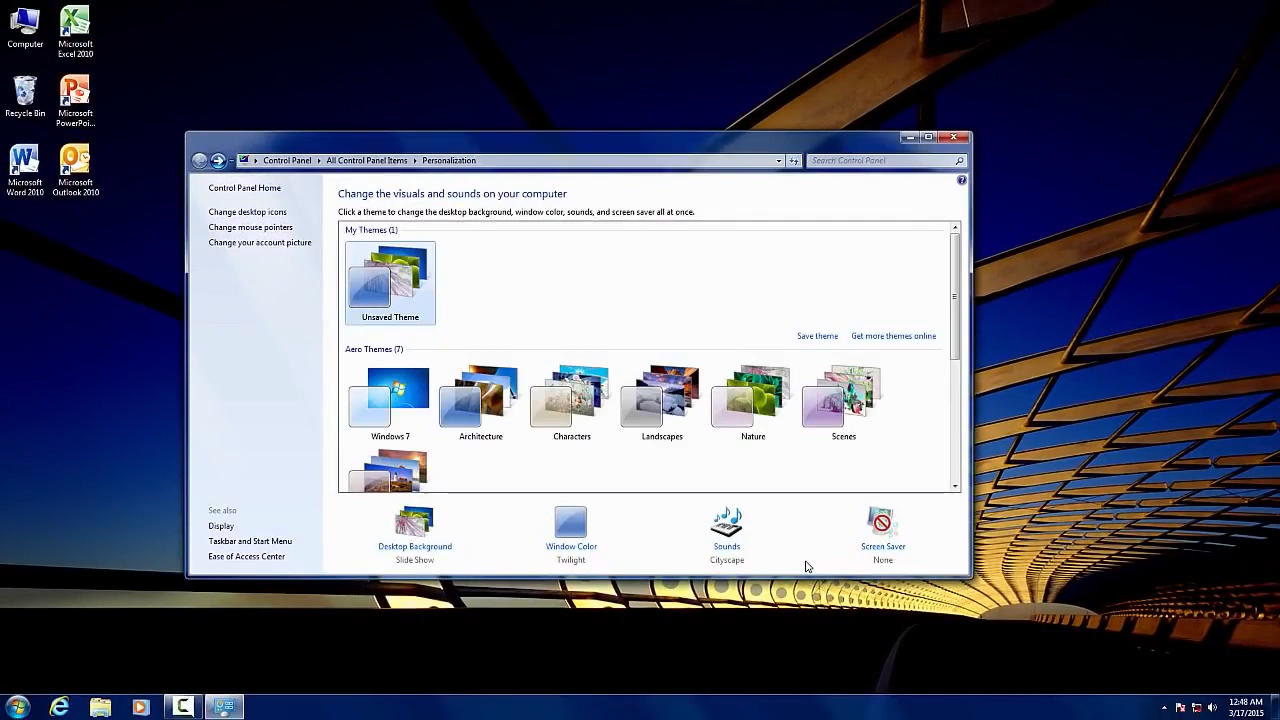 Computer
Microsoft
Excel 2010
Recycle Bin
Microsoft
PowerPoi...
Microsoft
Word 2010
Microsoft
Outlook 2010
Control Panel
All Control Panel Items
Personalization
Search Control Panel
Control Panel Home
Change desktop icons
Change mouse pointers
Change your account picture
See also
Display
Taskbar and Start Menu
Ease of Access Center
Change the visuals and sounds on your computer
Click a theme to change the desktop background, window color, sounds, and screen saver all at once.
My Themes (1)
Unsaved Theme
Save theme
Get more themes online
Aero Themes (7)
Windows 7
Architecture
Characters
Landscapes
Nature
Scenes
Desktop Background
Slide Show
Window Color
Twilight
Sounds
Cityscape
Screen Saver
None
12:48 AM
3/17/2015